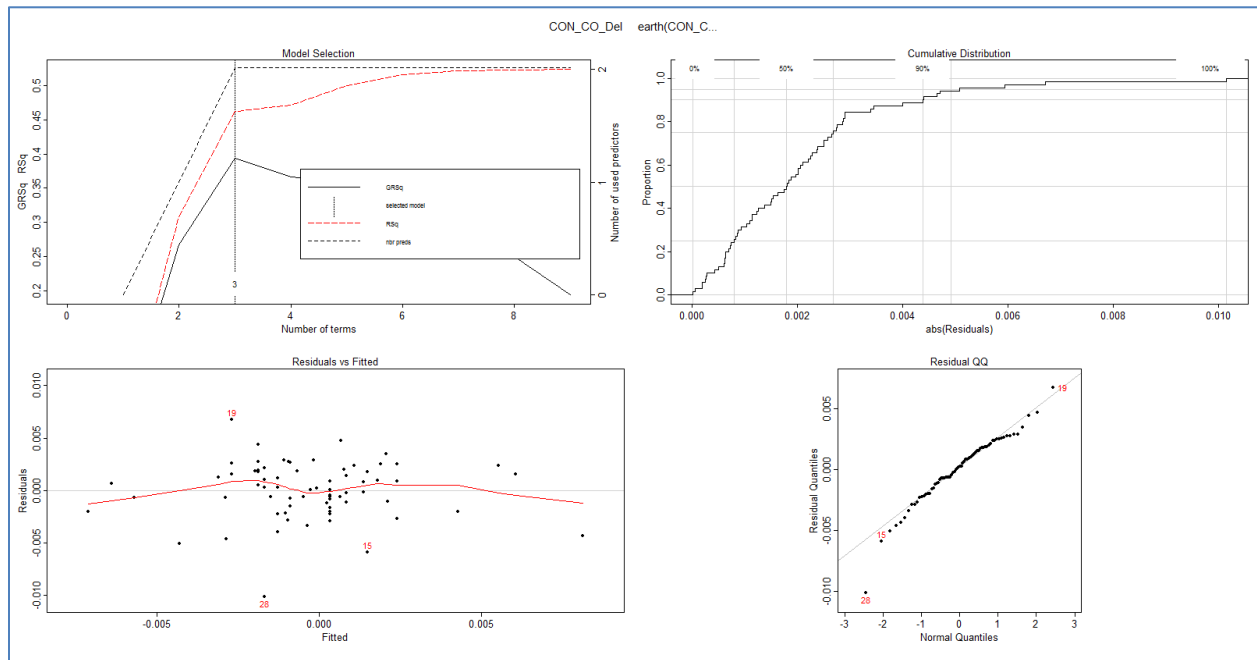 CON_CO_Del earth(CON_C...
Model Selection
GRSq RSq
0.2 0.25 0.3 0.35 0.4 0.45 0.5 0.55
0 1 2
Number of used predictors
GRSq
selected model
RSq
nbr preds
3
0 2 4 6 8
Number of terms
Cumulative Distribution
0% 50% 90% 100%
Proportion
0.0 0.2 0.4 0.6 0.8 1.0
0.000 0.002 0.004 0.006 0.008 0.010
abs(Residuals)
Residuals vs Fitted
Residuals
-0.010 -0.005 0.000 0.005 0.010
19
15
28
-0.005 0.000 0.005
Fitted
Residual QQ
Residual Quantiles
-0.010 -0.005 0.000 0.005
19
15
28
-3 -2 -1 0 1 2 3
Normal Quantiles